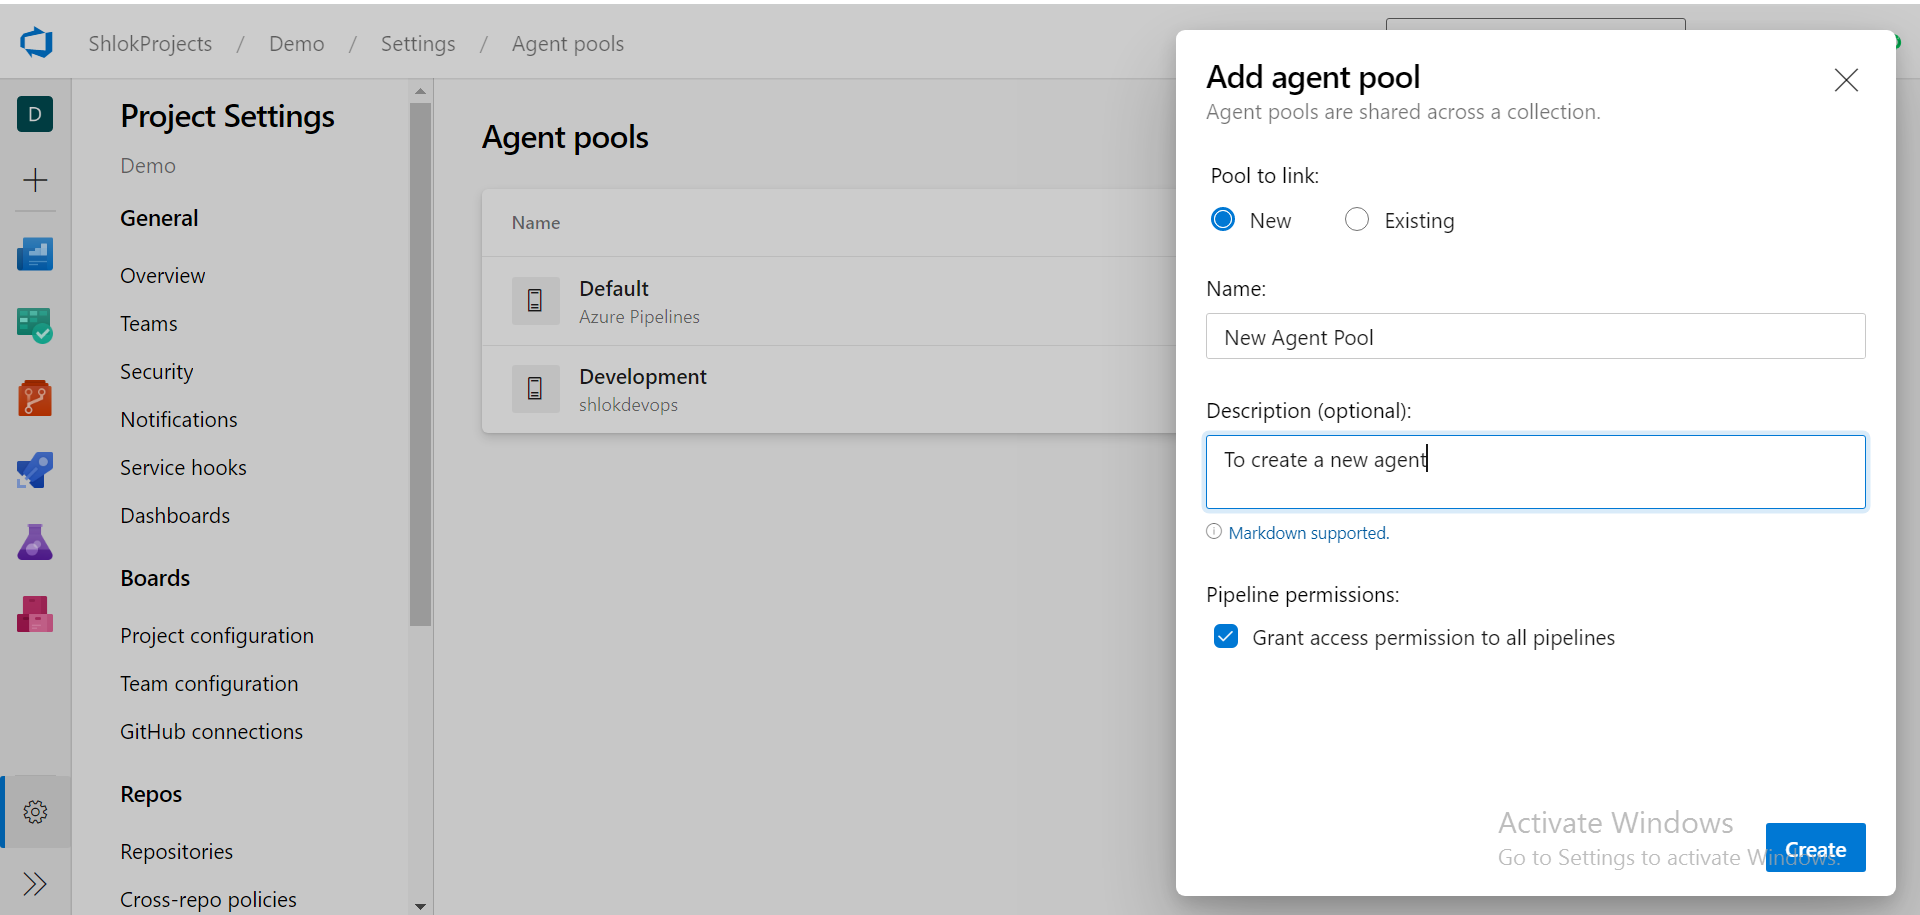 ShlokProjects / Demo / Settings / Agent pools
D
Project Settings
Demo
General
Overview
Teams
Security
Notifications
Service hooks
Dashboards
Boards
Project configuration
Team configuration
GitHub connections
Repos
Repositories
Cross-repo policies
Agent pools
Name
Default
Azure Pipelines
Development
shlokdevops
Add agent pool
Agent pools are shared across a collection.
Pool to link:
New Existing
Name:
New Agent Pool
Description (optional):
To create a new agent
Markdown supported.
Pipeline permissions:
Grant access permission to all pipelines
Activate Windows
Go to Settings to activate Windows.
Create